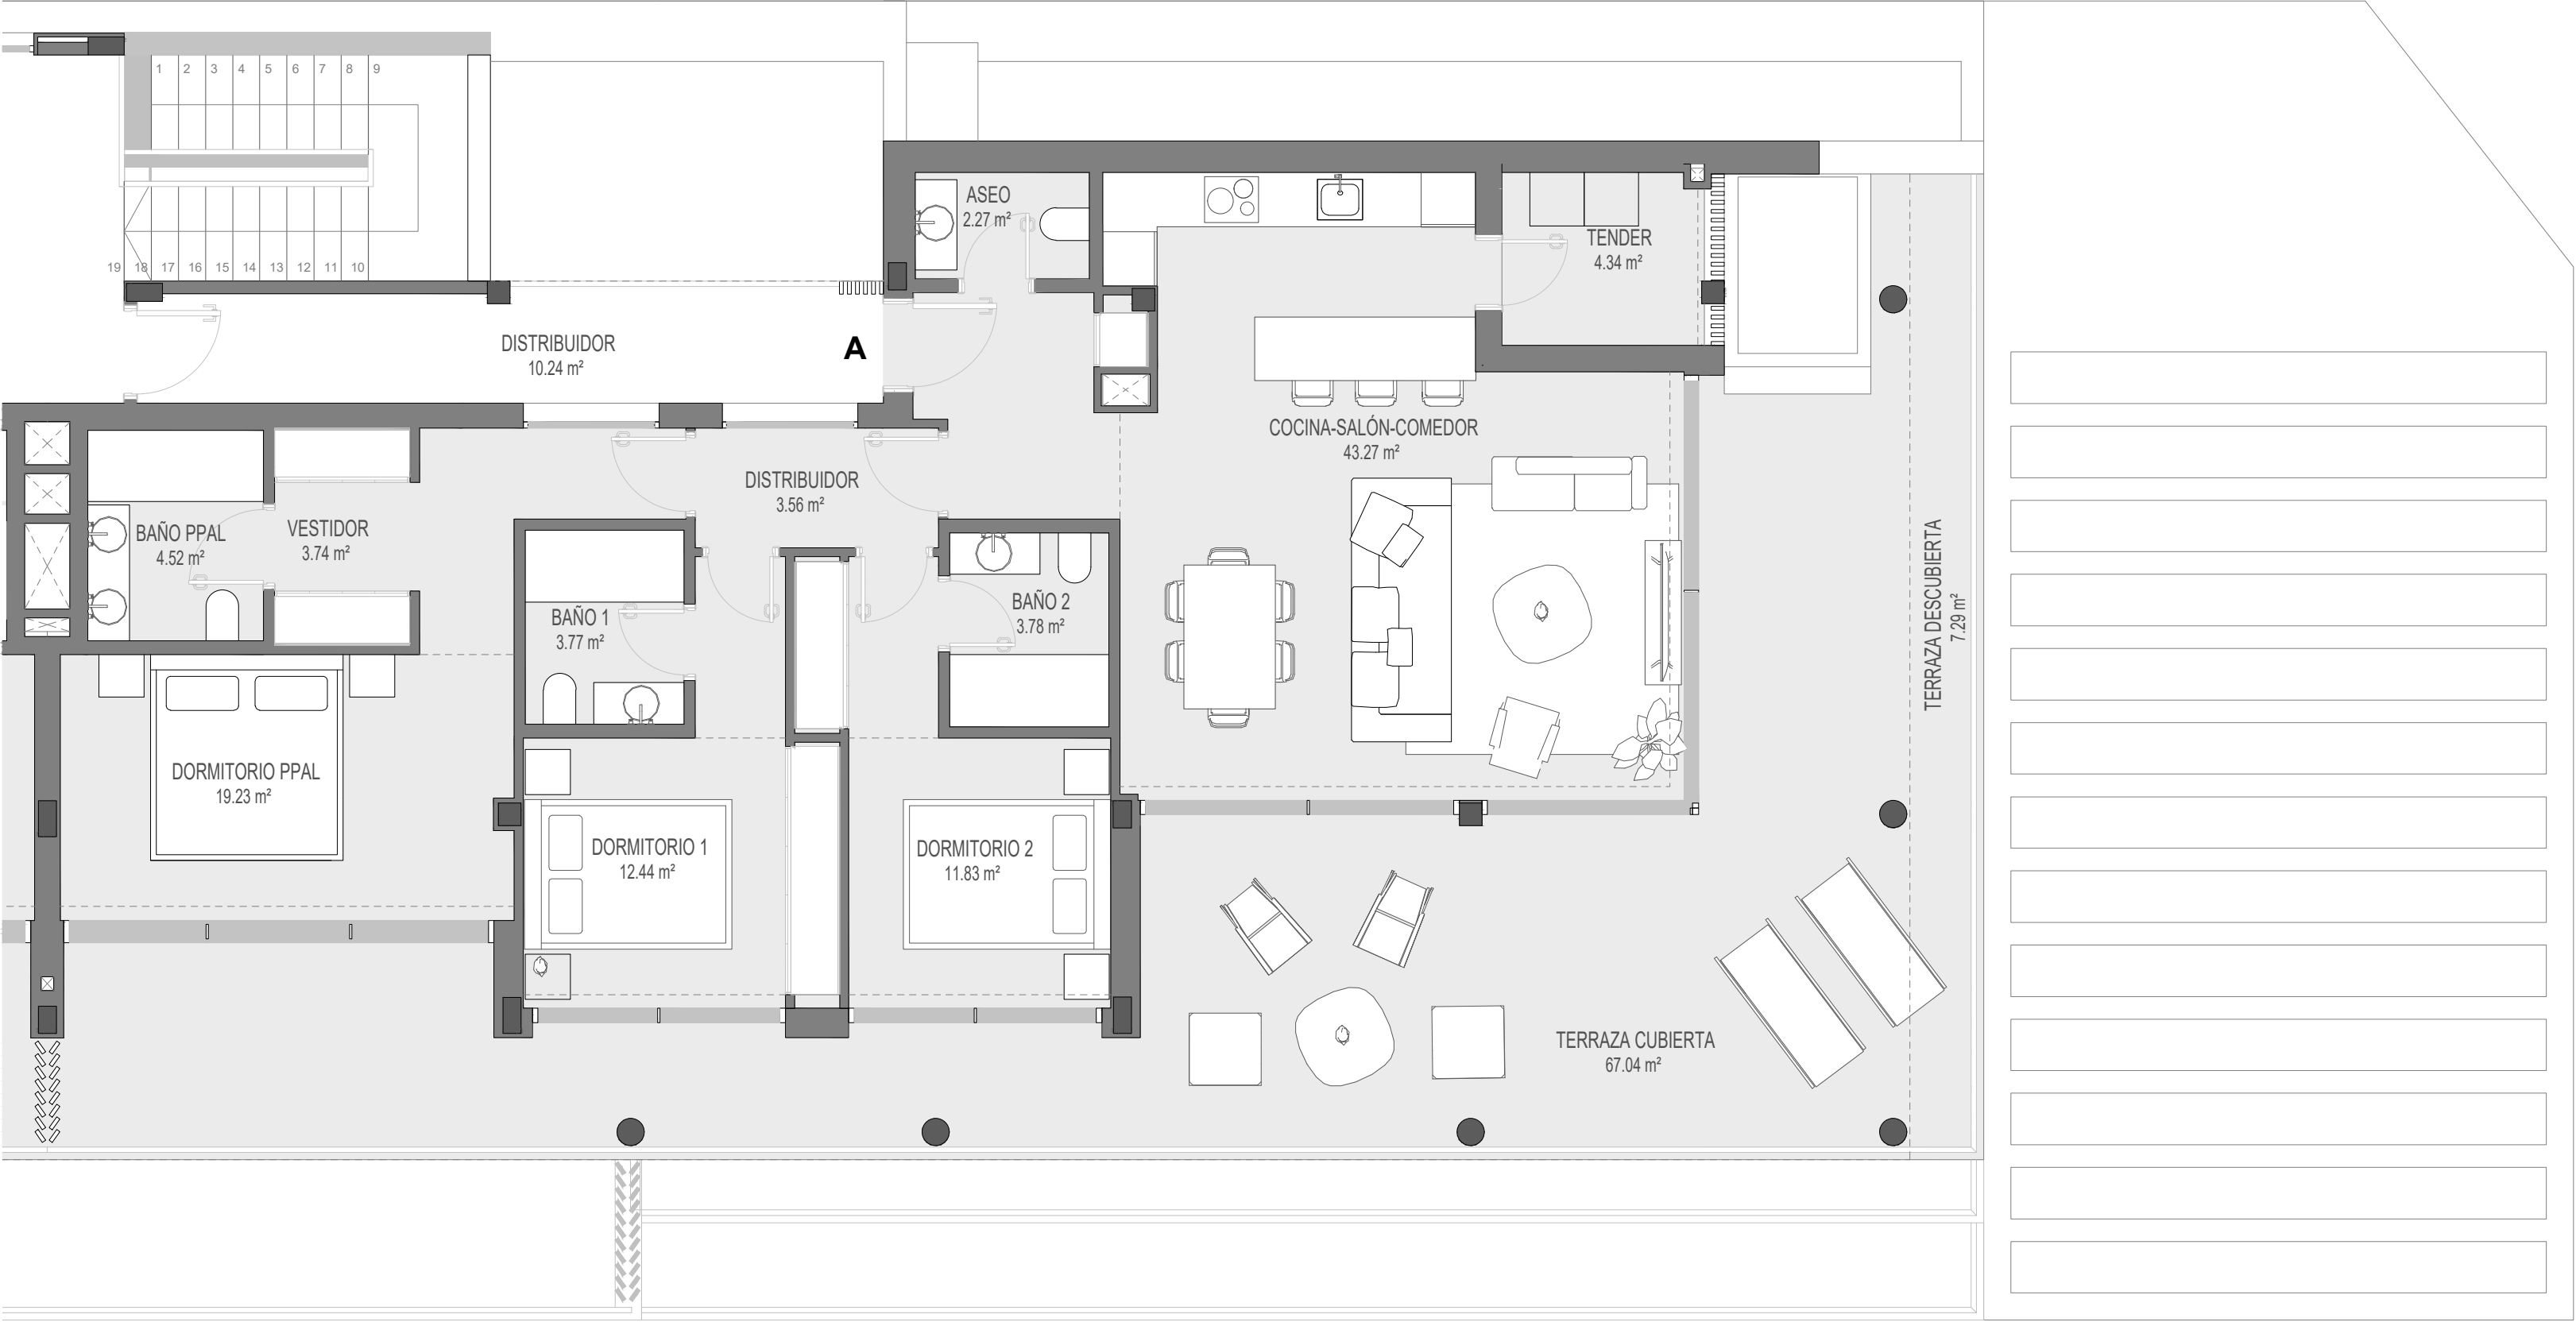 1 2 3 4 5 6 7 8 9
19 18 17 16 15 14 13 12 11 10
ASEO
2.27 m²
TENDER
4.34 m²
DISTRIBUIDOR
10.24 m²
A
COCINA-SALÓN-COMEDOR
43.27 m²
DISTRIBUIDOR
3.56 m²
BAÑO PPAL
4.52 m²
VESTIDOR
3.74 m²
BAÑO 1
3.77 m²
BAÑO 2
3.78 m²
TERRAZA DESCUBIERTA
7.29 m²
DORMITORIO PPAL
19.23 m²
DORMITORIO 1
12.44 m²
DORMITORIO 2
11.83 m²
TERRAZA CUBIERTA
67.04 m²